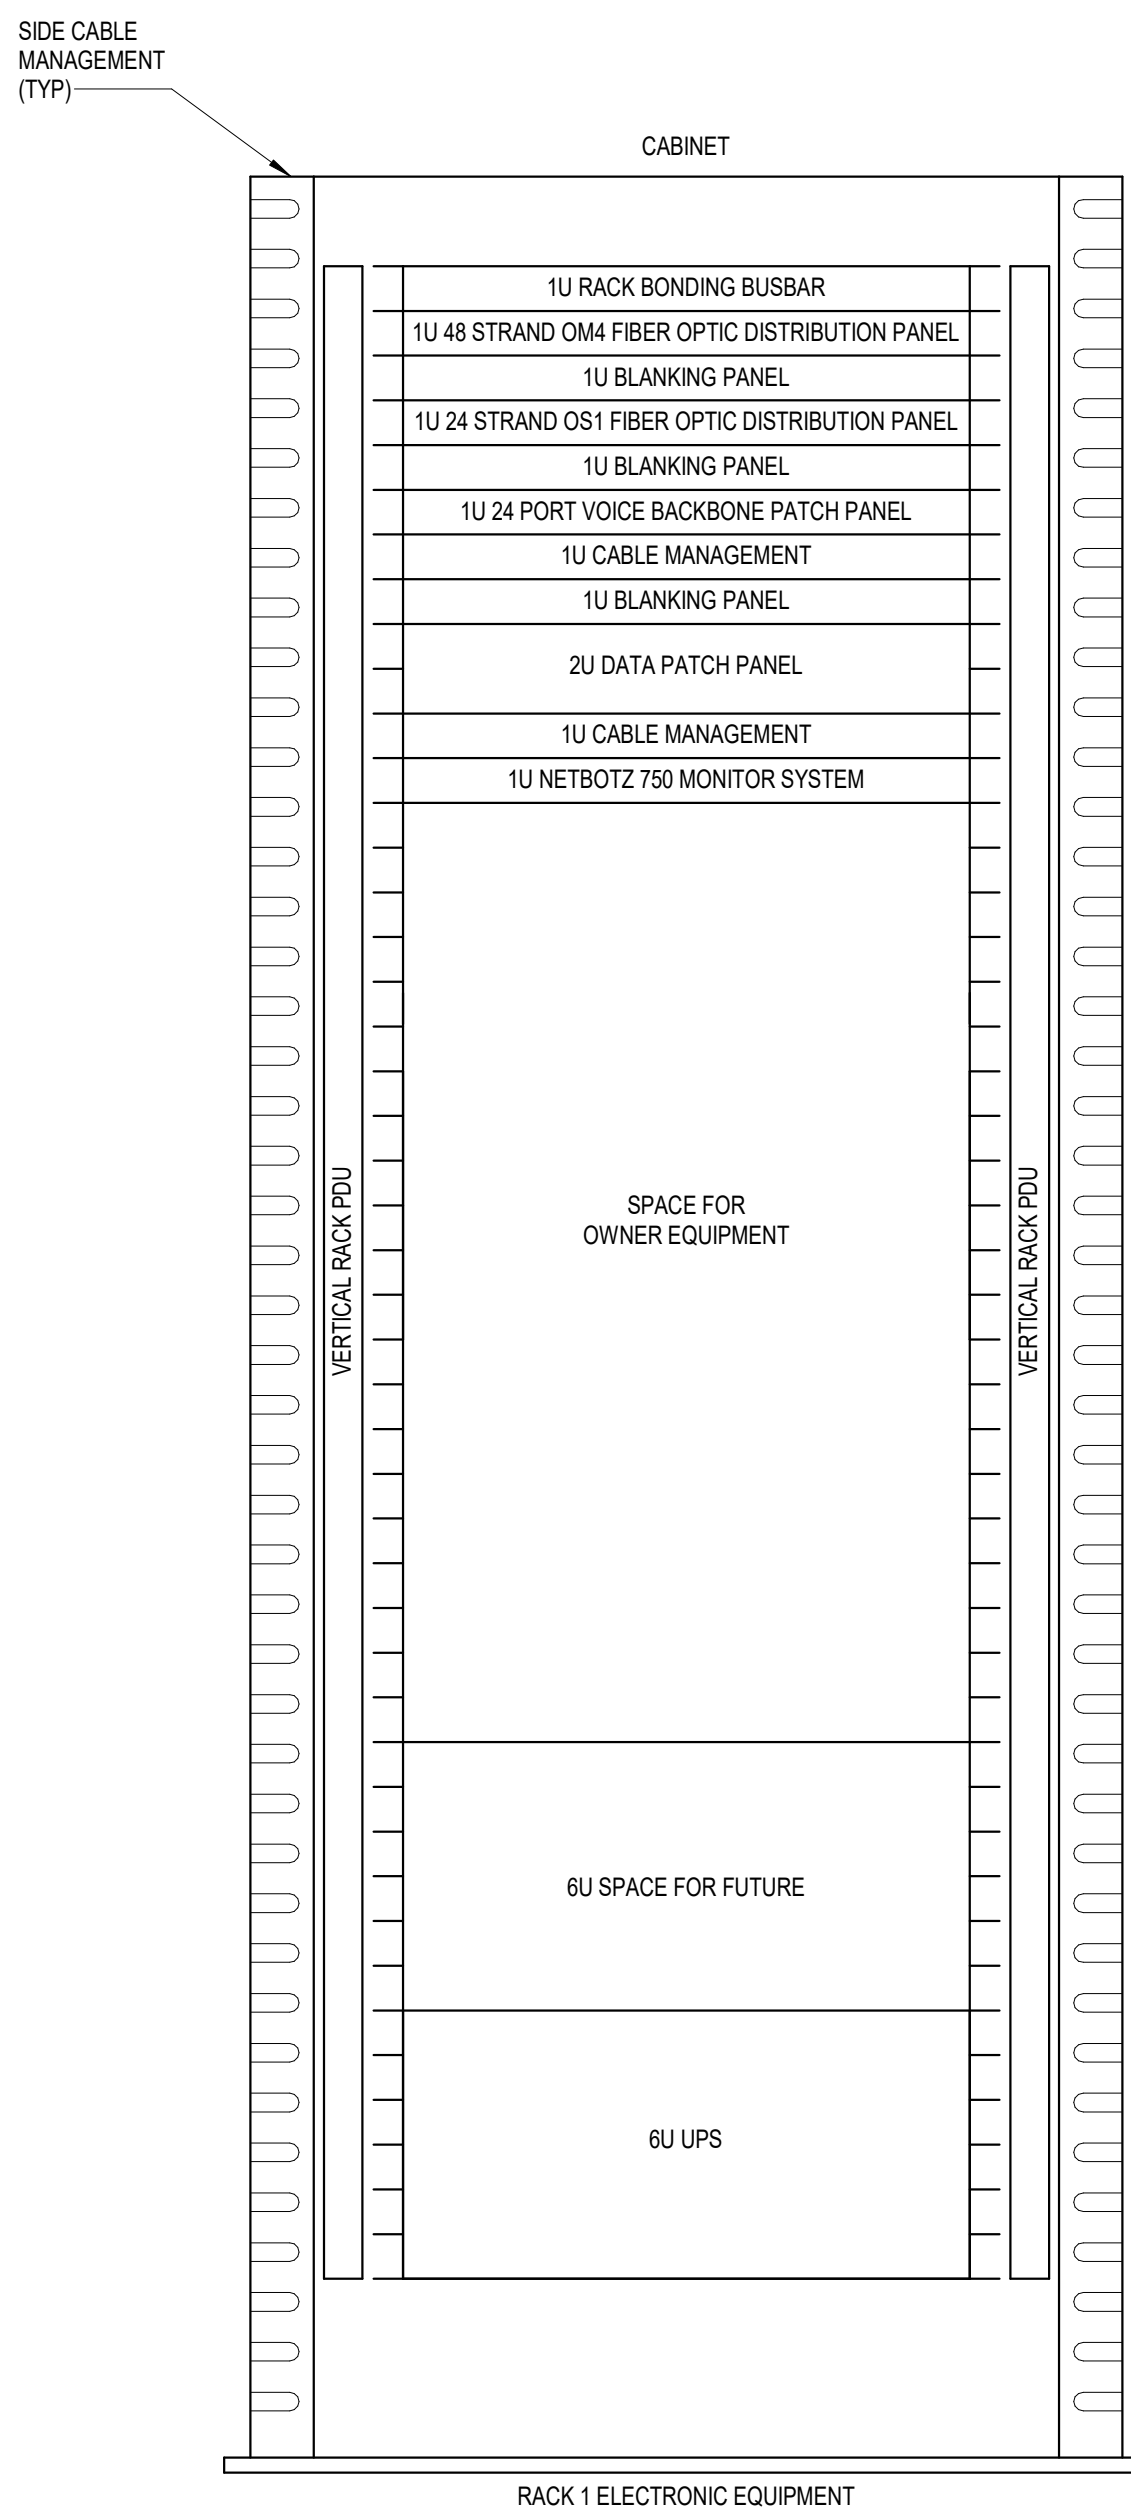 SIDE CABLE
MANAGEMENT
(TYP)
CABINET
1U RACK BONDING BUSBAR
1U 48 STRAND OM4 FIBER OPTIC DISTRIBUTION PANEL
1U BLANKING PANEL
1U 24 STRAND OS1 FIBER OPTIC DISTRIBUTION PANEL
1U BLANKING PANEL
1U 24 PORT VOICE BACKBONE PATCH PANEL
1U CABLE MANAGEMENT
1U BLANKING PANEL
2U DATA PATCH PANEL
1U CABLE MANAGEMENT
1U NETBOTZ 750 MONITOR SYSTEM
VERTICAL RACK PDU
SPACE FOR
OWNER EQUIPMENT
VERTICAL RACK PDU
6U SPACE FOR FUTURE
6U UPS
RACK 1 ELECTRONIC EQUIPMENT